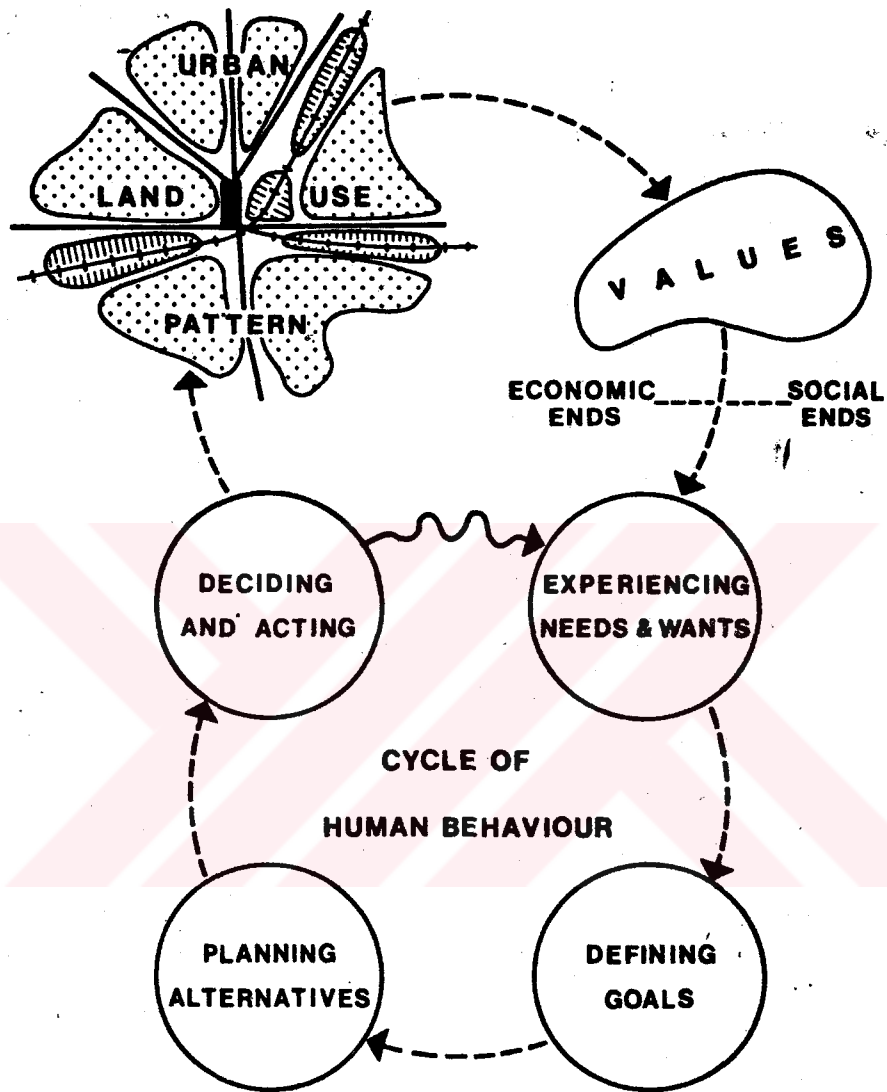 URBAN
LAND USE
PATTERN
VALUES
ECONOMIC
ENDS
SOCIAL
ENDS
DECIDING
AND ACTING
EXPERIENCING
NEEDS & WANTS
CYCLE OF
HUMAN BEHAVIOUR
PLANNING
ALTERNATIVES
DEFINING
GOALS